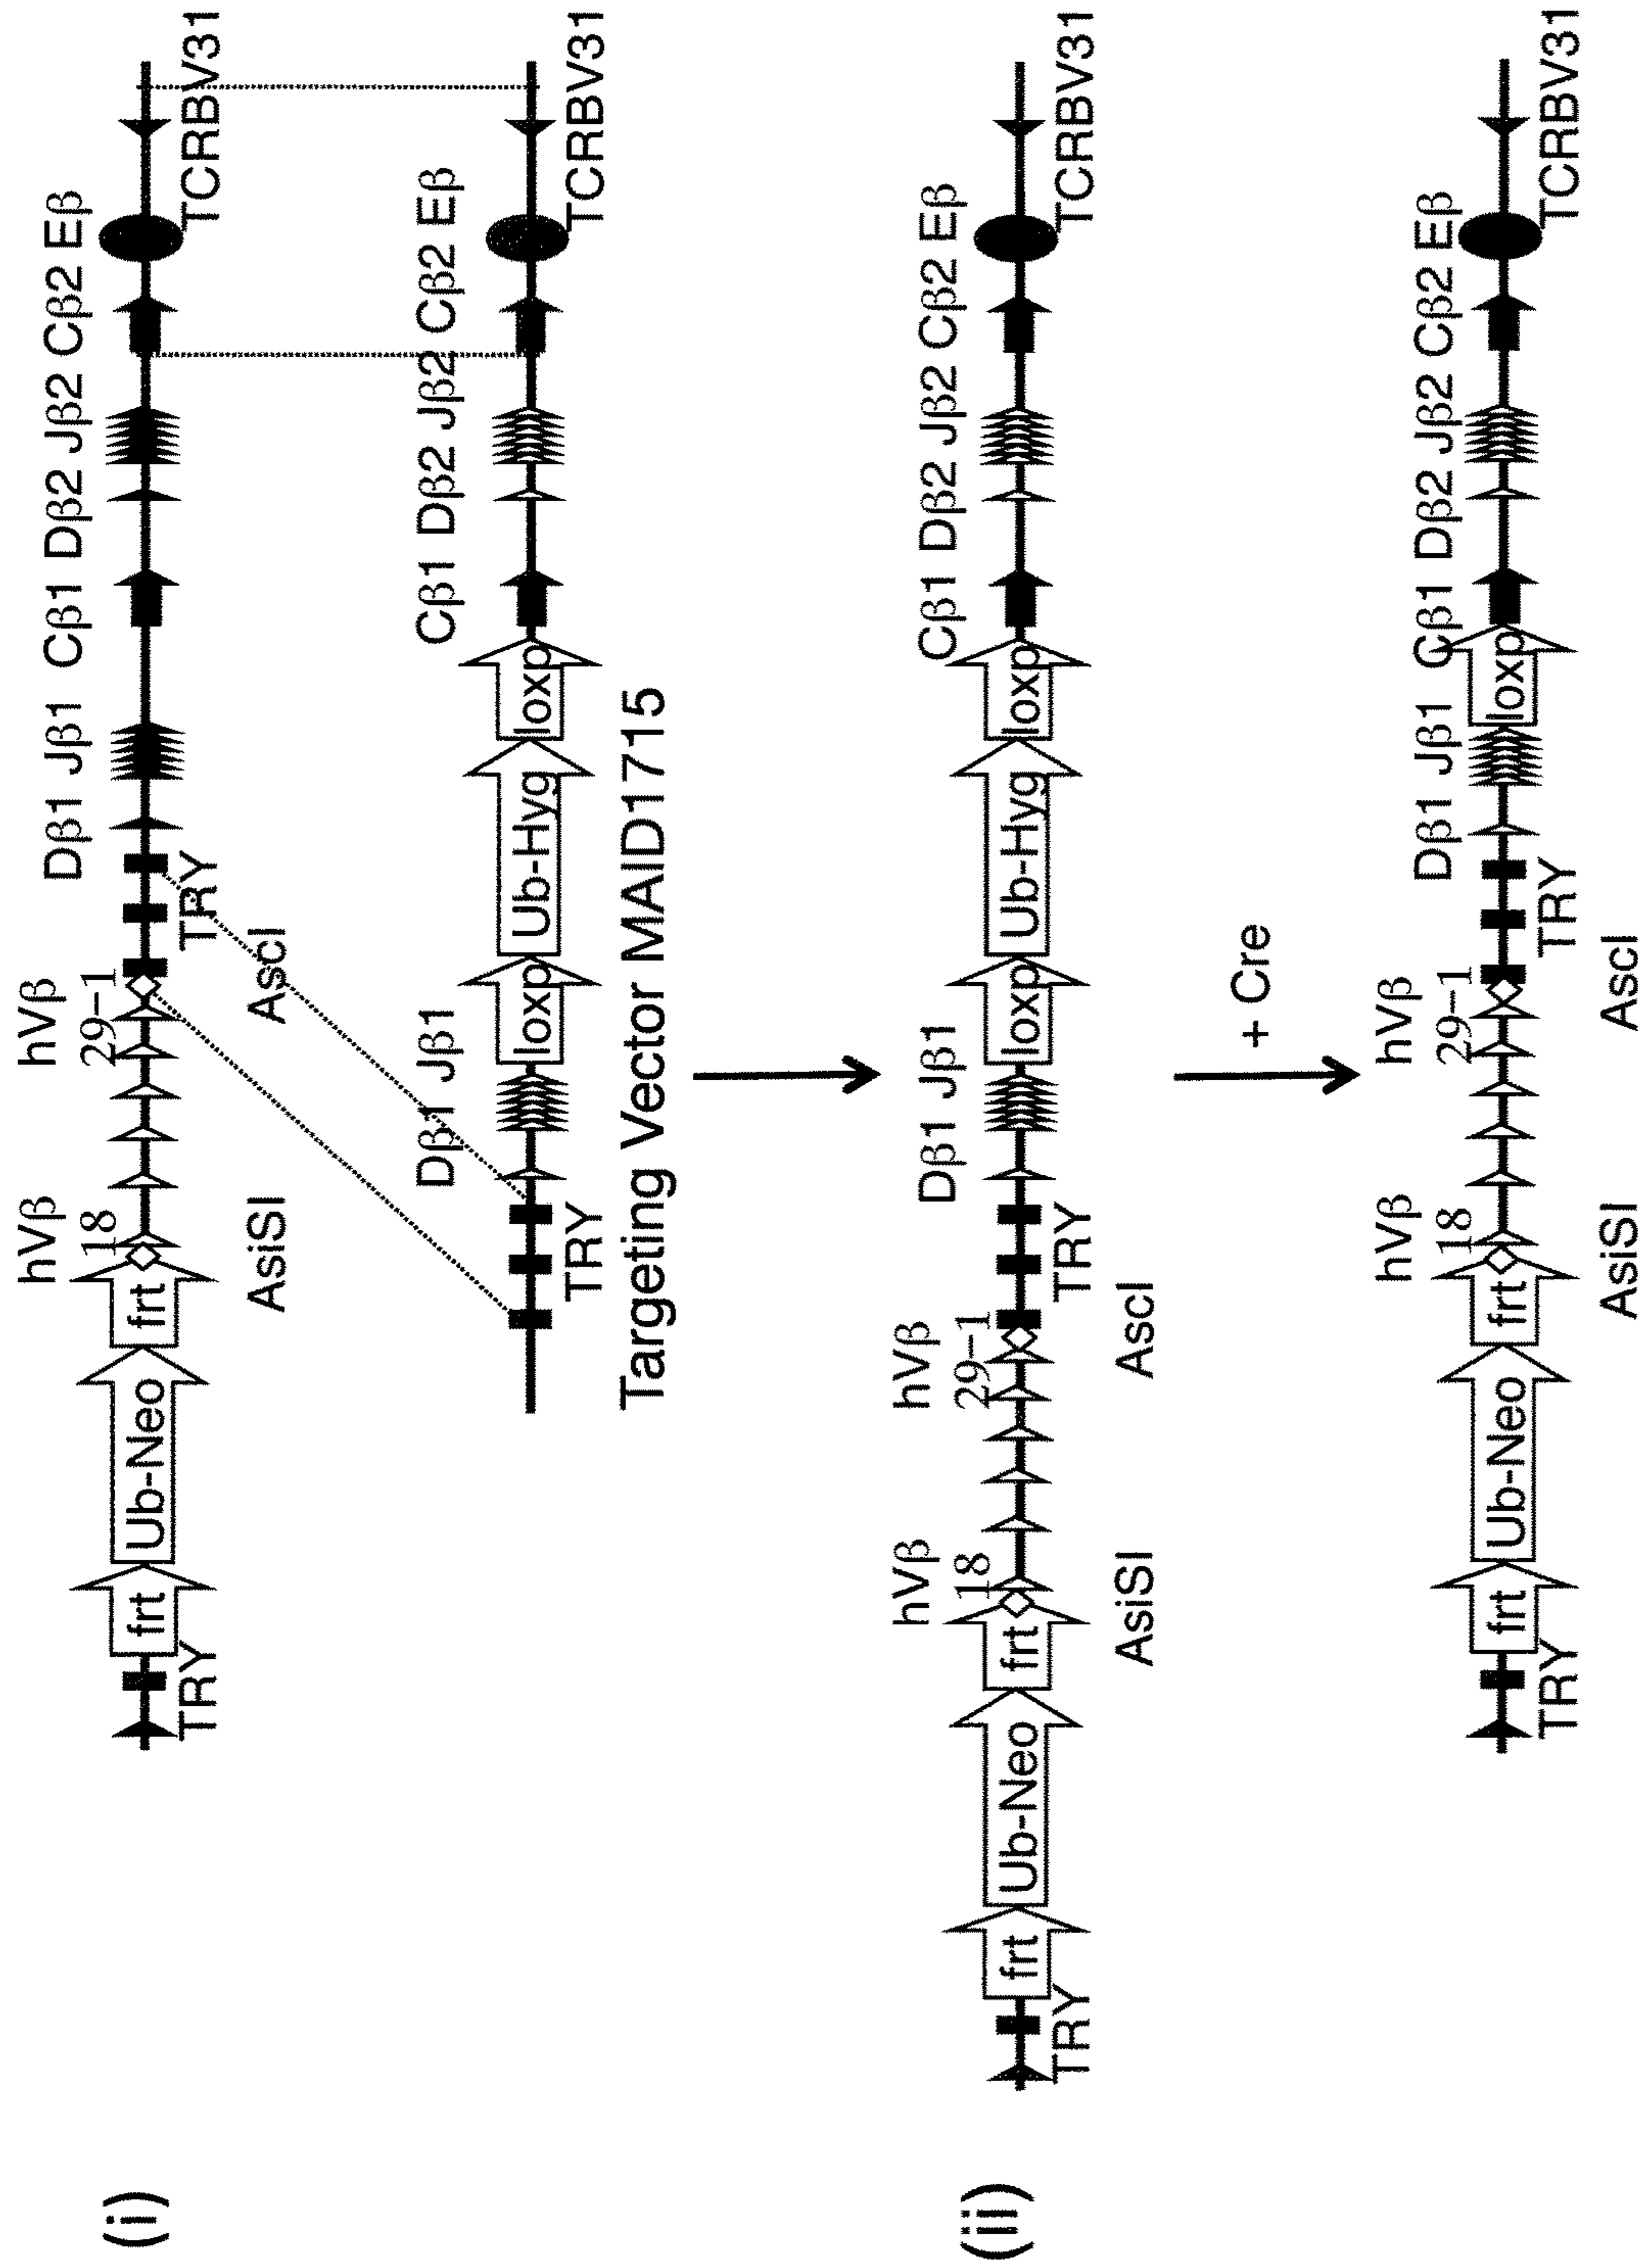 (i)
hVβ hVβ
18 29–1 Dβ1 Jβ1 Cβ1 Dβ2 Jβ2 Cβ2 Eβ
frt Ub-Neo frt
TRY TRY TCRBV31
AsiSI AscI
Dβ1 Jβ1 Cβ1 Dβ2 Jβ2 Cβ2 Eβ
loxp Ub-Hyg loxp
TRY TCRBV31
Targeting Vector MAID1715
(ii)
hVβ hVβ
18 29–1 Dβ1 Jβ1 Cβ1 Dβ2 Jβ2 Cβ2 Eβ
frt Ub-Neo frt loxp Ub-Hyg loxp
TRY TRY TCRBV31
AsiSI AscI
+ Cre
hVβ hVβ
18 29–1 Dβ1 Jβ1 Cβ1 Dβ2 Jβ2 Cβ2 Eβ
frt Ub-Neo frt loxp
TRY TRY TCRBV31
AsiSI AscI